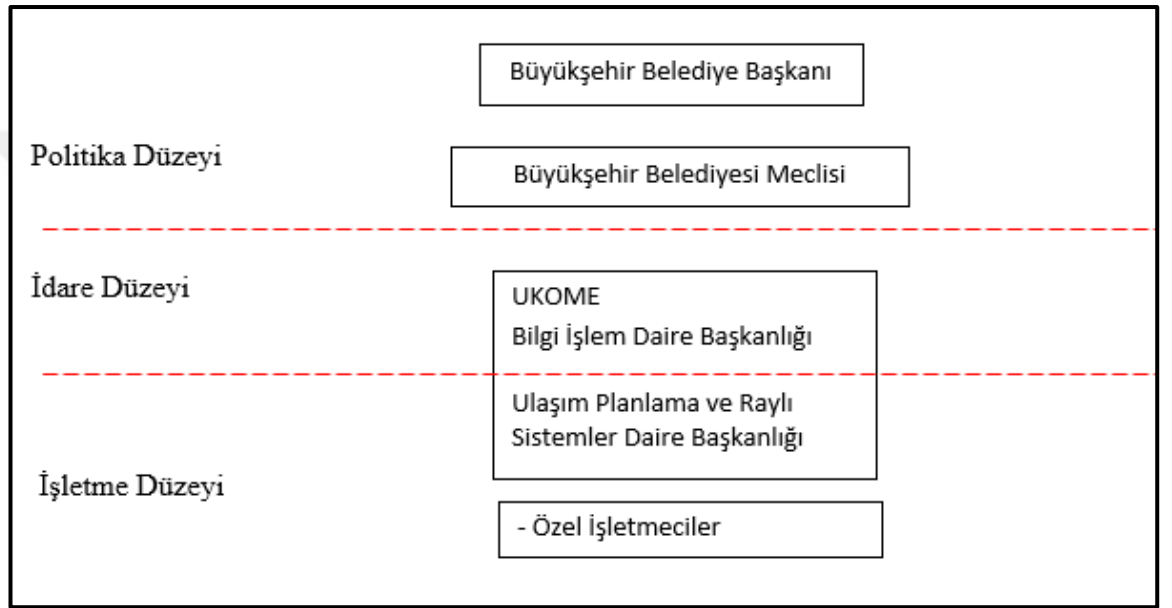 Büyükşehir Belediye Başkanı
Politika Düzeyi
Büyükşehir Belediyesi Meclisi
İdare Düzeyi
UKOME
Bilgi İşlem Daire Başkanlığı
Ulaşım Planlama ve Raylı
Sistemler Daire Başkanlığı
İşletme Düzeyi
- Özel İşletmeciler